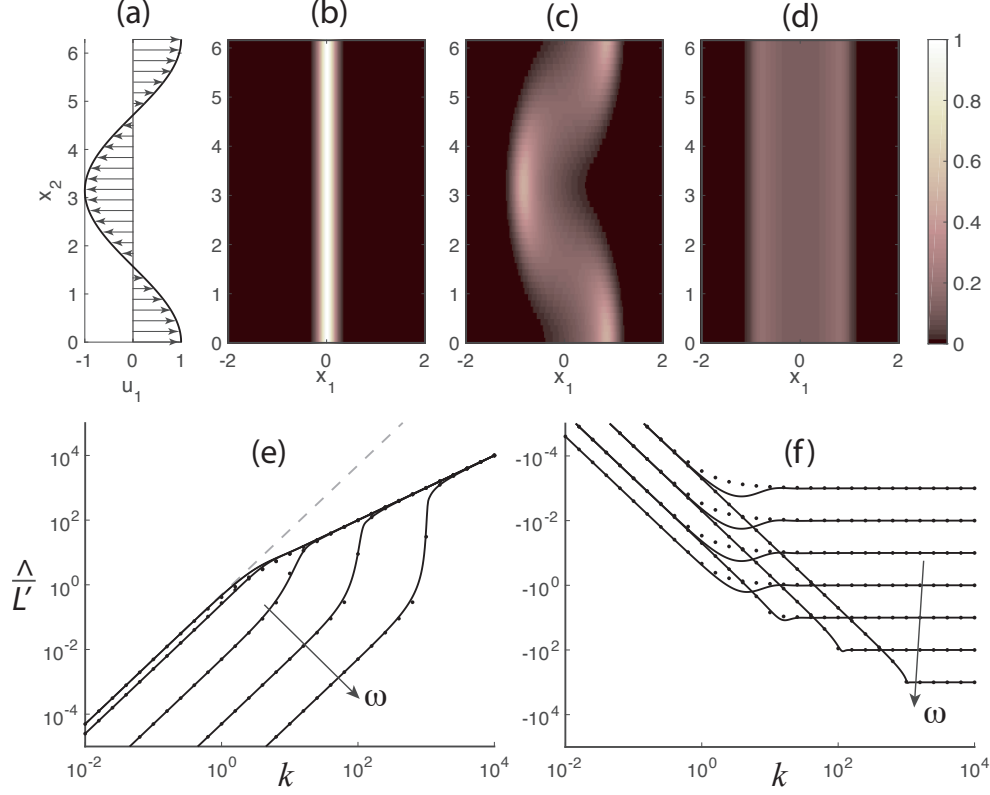 (a) (b) (c) (d)
6 6 6 6 1
5 5 5 5 0.8
4 4 4 4
x2 3 3 3 3 0.6
2 2 2 2 0.4
1 1 1 1 0.2
0 0 0 0 0
-1 0 1 -2 0 2 -2 0 2 -2 0 2
u1 x1 x1 x1
(e) (f)
10^4 -10^-4
10^2 -10^-2
10^0 -10^0
10^-2 -10^2
10^-4 -10^4
^
L'
ω ω
10^-2 10^0 10^2 10^4 10^-2 10^0 10^2 10^4
k k